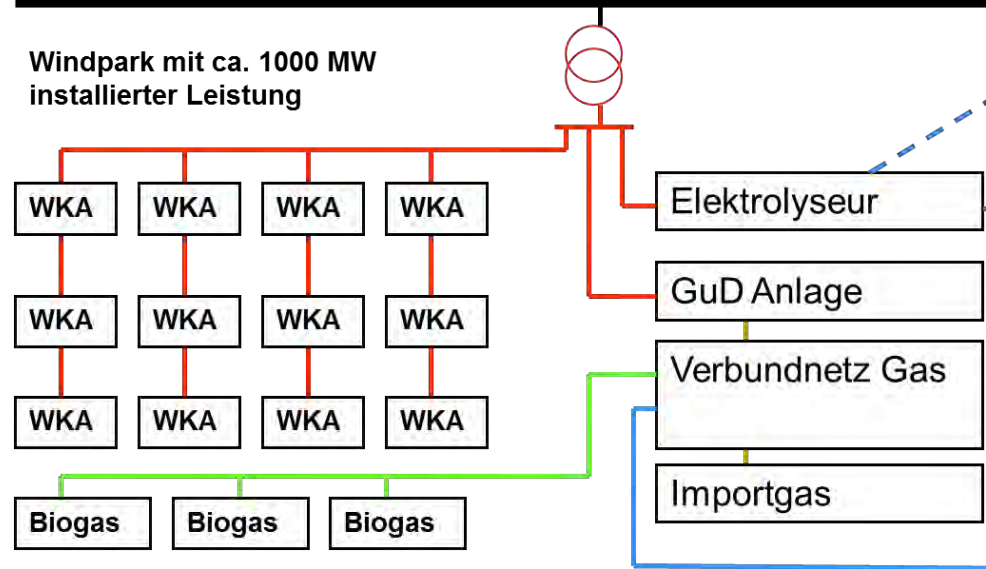 Windpark mit ca. 1000 MW
installierter Leistung
WKA WKA WKA WKA
WKA WKA WKA WKA
WKA WKA WKA WKA
Biogas Biogas Biogas
Elektrolyseur
GuD Anlage
Verbundnetz Gas
Importgas